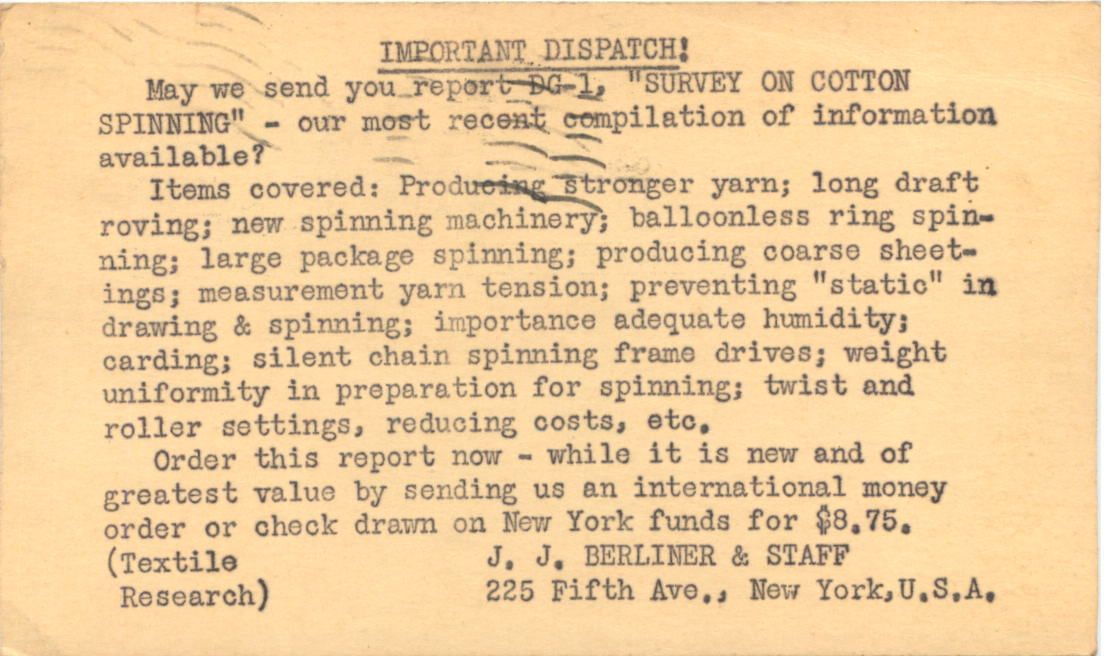 IMPORTANT DISPATCH!
May we send you report DG-1, "SURVEY ON COTTON
SPINNING" - our most recent compilation of information
available?
Items covered: Producing stronger yarn; long draft
roving; new spinning machinery; balloonless ring spin-
ning; large package spinning; producing coarse sheet-
ings; measurement yarn tension; preventing "static" in
drawing & spinning; importance adequate humidity;
carding; silent chain spinning frame drives; weight
uniformity in preparation for spinning; twist and
roller settings, reducing costs, etc.
Order this report now - while it is new and of
greatest value by sending us an international money
order or check drawn on New York funds for $8.75.
(Textile J. J. BERLINER & STAFF
Research) 225 Fifth Ave., New York,U.S.A.